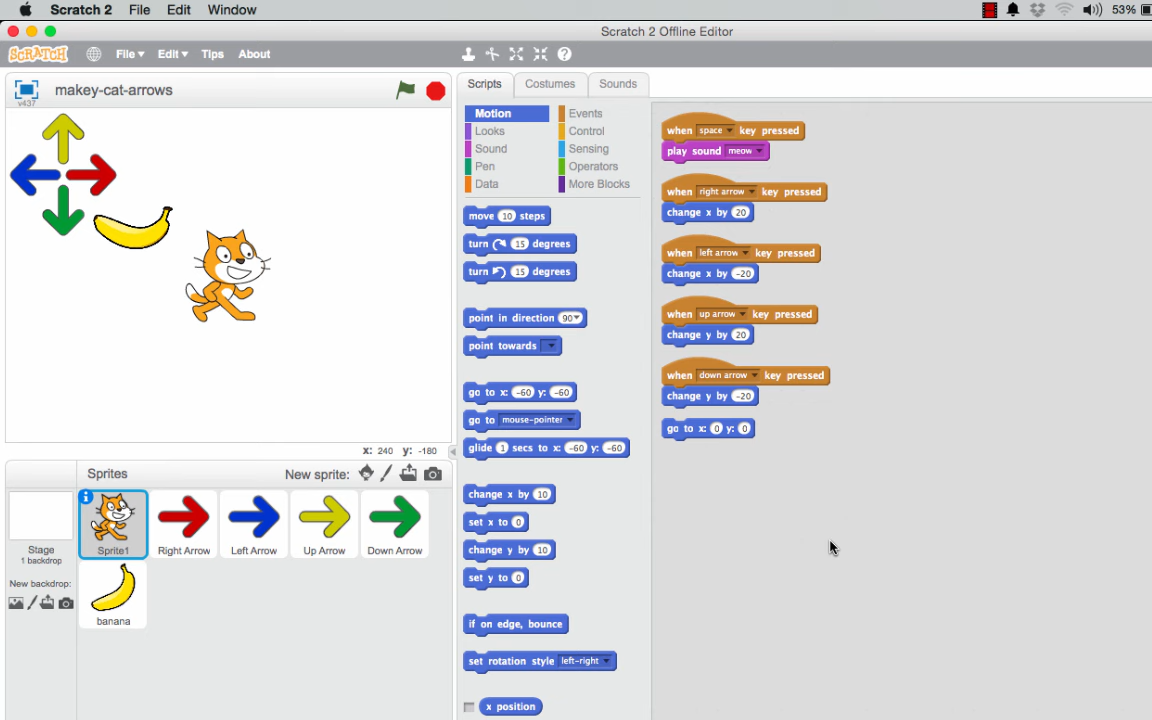 Scratch 2 File Edit Window 53%
Scratch 2 Offline Editor
SCRATCH File Edit Tips About
v437 makey-cat-arrows
Scripts Costumes Sounds
Motion Events
Looks Control
Sound Sensing
Pen Operators
Data More Blocks
move 10 steps
turn 15 degrees
turn 15 degrees
point in direction 90
point towards
go to x: -60 y: -60
go to mouse-pointer
glide 1 secs to x: -60 y: -60
change x by 10
set x to 0
change y by 10
set y to 0
if on edge, bounce
set rotation style left-right
x position
when space key pressed
play sound meow
when right arrow key pressed
change x by 20
when left arrow key pressed
change x by -20
when up arrow key pressed
change y by 20
when down arrow key pressed
change y by -20
go to x: 0 y: 0
x: 240 y: -180
Sprites New sprite:
Stage
1 backdrop
New backdrop:
Sprite1 Right Arrow Left Arrow Up Arrow Down Arrow
banana